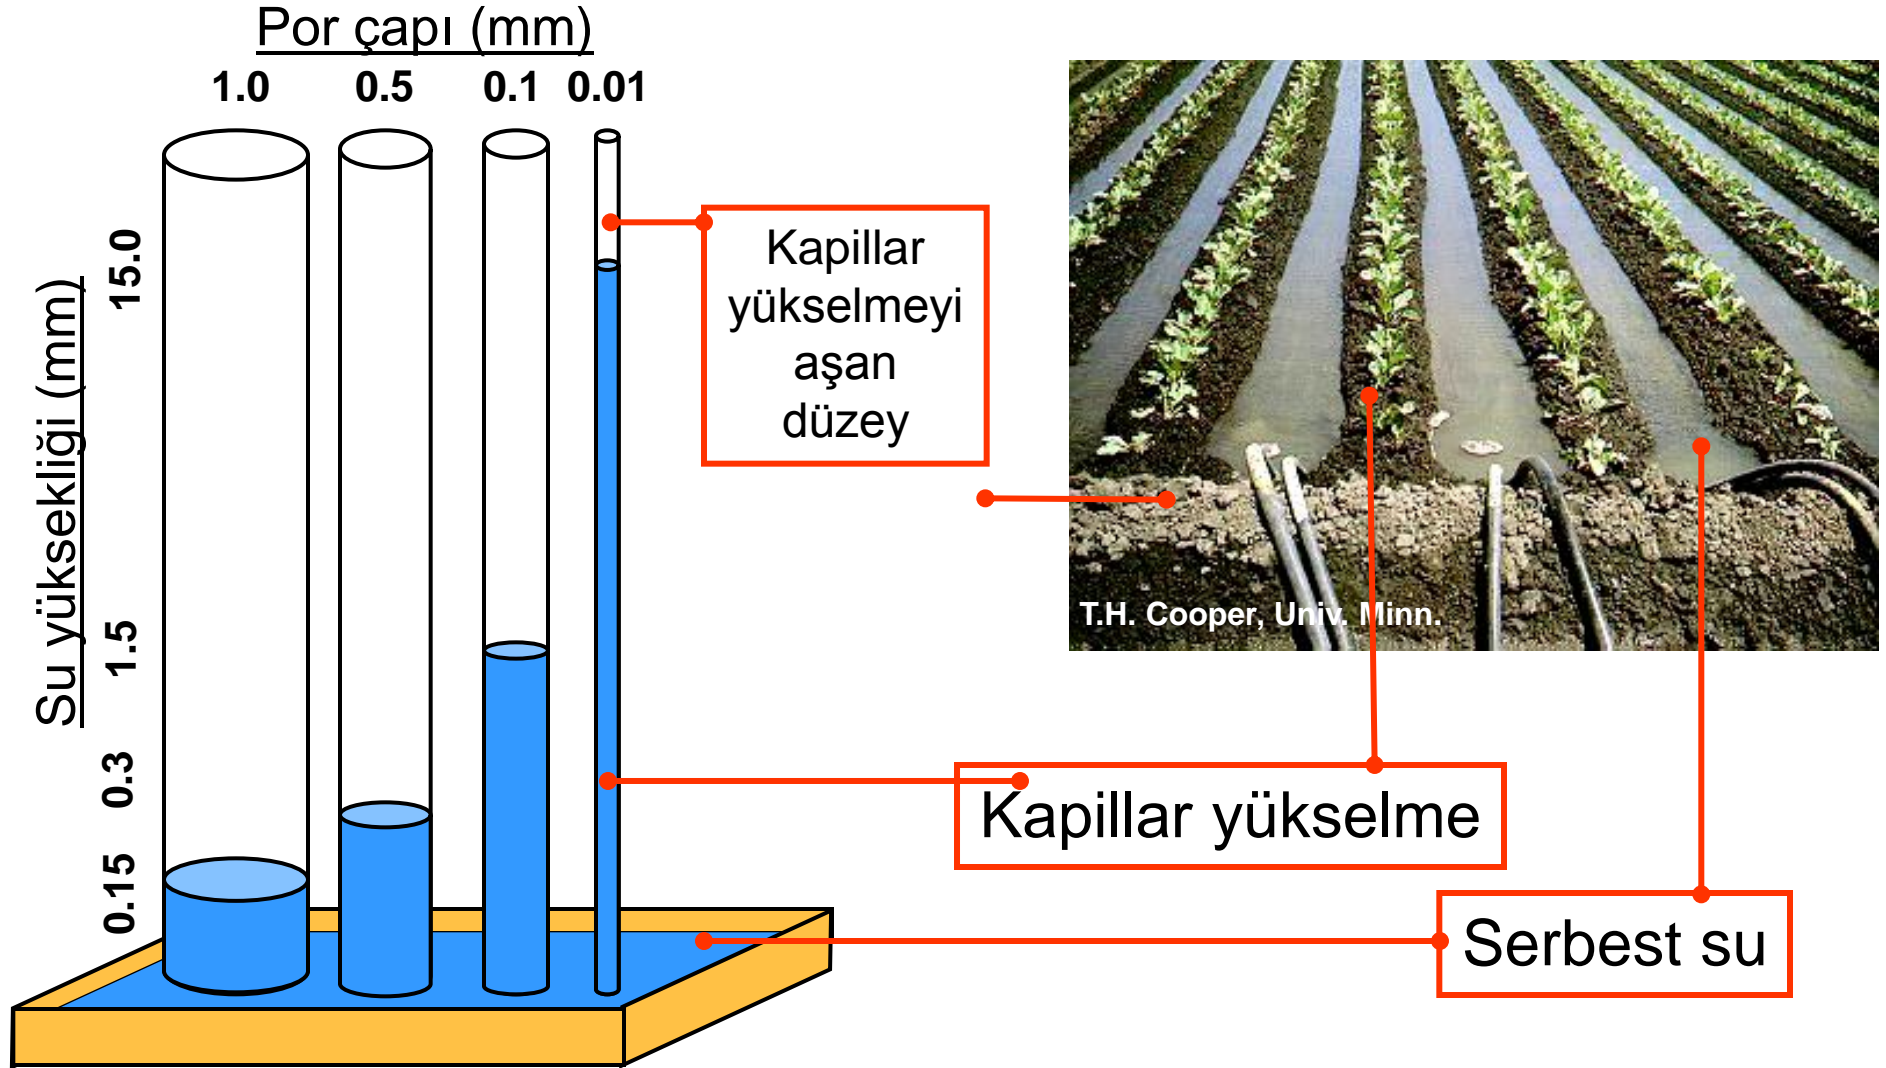 Por çapı (mm)
1.0 0.5 0.1 0.01
Su yüksekliği (mm)
15.0
1.5
0.3
0.15
Kapillar
yükselmeyi
aşan
düzey
T.H. Cooper, Univ. Minn.
Kapillar yükselme
Serbest su